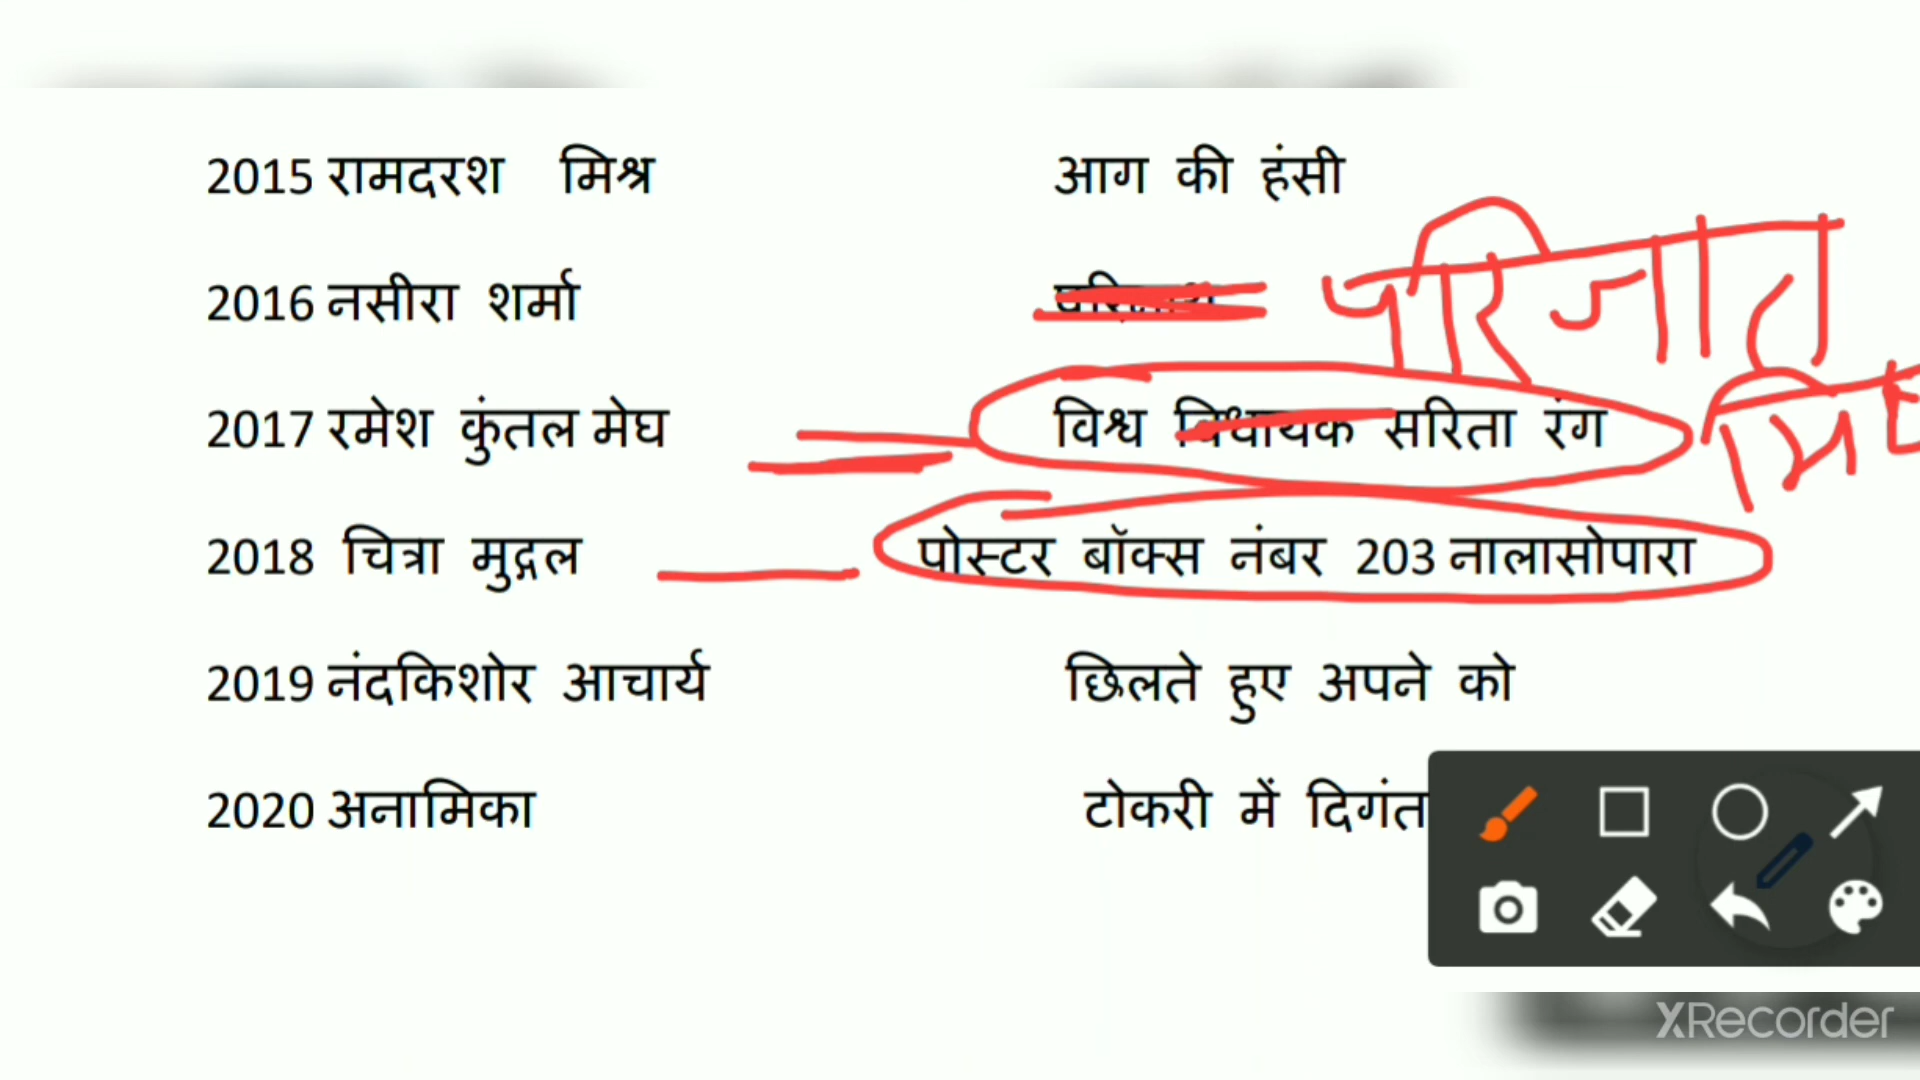 2015 रामदरश मिश्र आग की हंसी
2016 नसीरा शर्मा पारिजात
2017 रमेश कुंतल मेघ विश्व विधायक सरिता रंग
2018 चित्रा मुद्गल पोस्टर बॉक्स नंबर 203 नालासोपारा
2019 नंदकिशोर आचार्य छिलते हुए अपने को
2020 अनामिका टोकरी में दिगंत
XRecorder